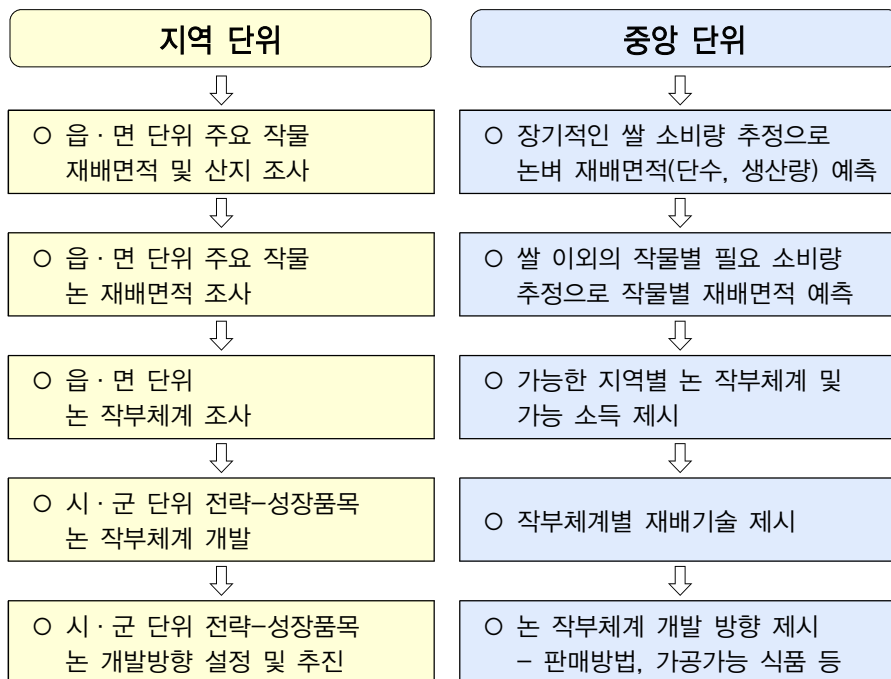 지역 단위
○ 읍·면 단위 주요 작물
재배면적 및 산지 조사
○ 읍·면 단위 주요 작물
논 재배면적 조사
○ 읍·면 단위
논 작부체계 조사
○ 시·군 단위 전략-성장품목
논 작부체계 개발
○ 시·군 단위 전략-성장품목
논 개발방향 설정 및 추진
중앙 단위
○ 장기적인 쌀 소비량 추정으로
논벼 재배면적(단수, 생산량) 예측
○ 쌀 이외의 작물별 필요 소비량
추정으로 작물별 재배면적 예측
○ 가능한 지역별 논 작부체계 및
가능 소득 제시
○ 작부체계별 재배기술 제시
○ 논 작부체계 개발 방향 제시
- 판매방법, 가공가능 식품 등